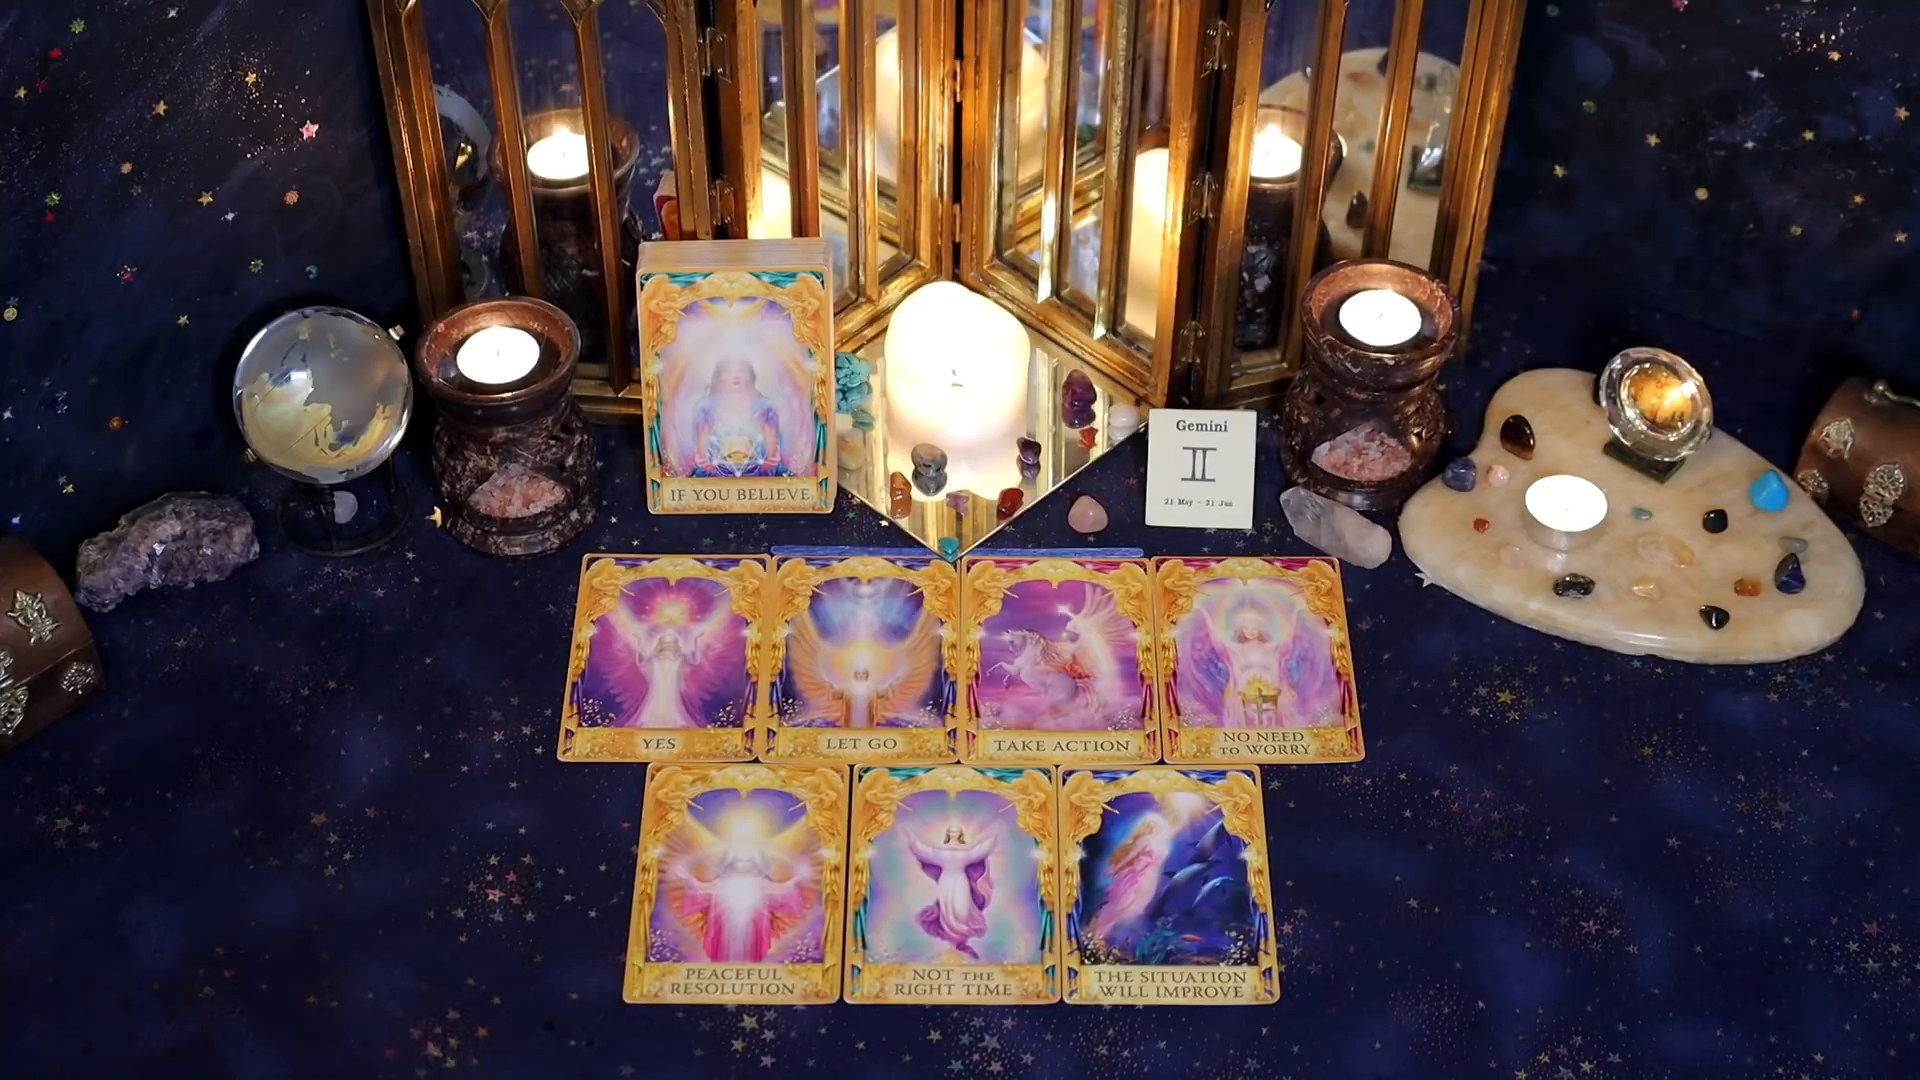 IF YOU BELIEVE
Gemini
21 May - 21 Jun
YES
LET GO
TAKE ACTION
NO NEED
TO WORRY
PEACEFUL
RESOLUTION
NOT THE
RIGHT TIME
THE SITUATION
WILL IMPROVE